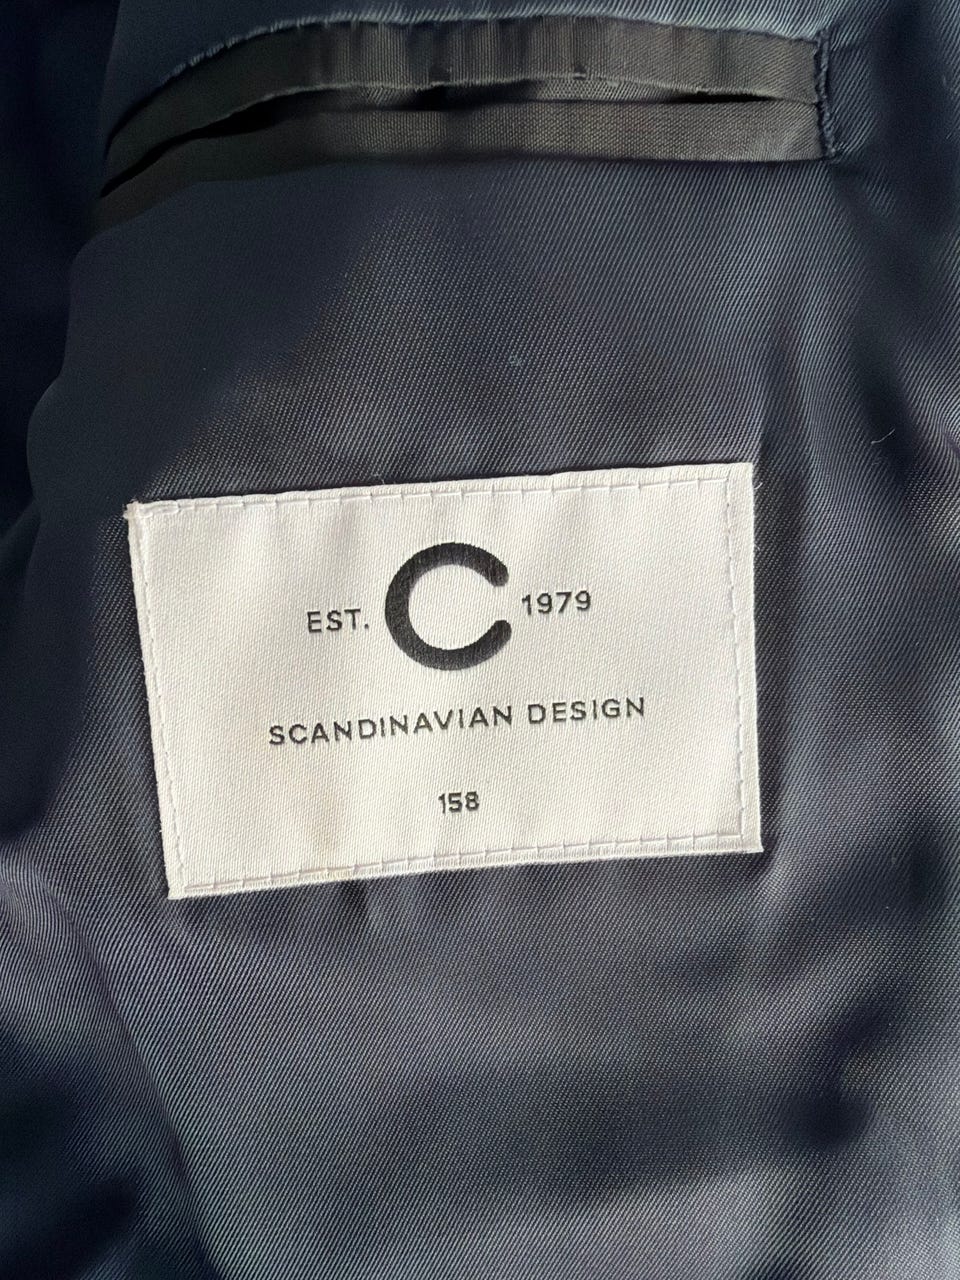 EST. C 1979
SCANDINAVIAN DESIGN
158